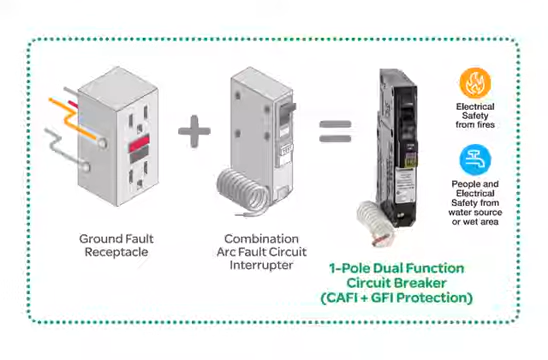 Electrical
Safety
from fires
People and
Electrical
Safety from
water source
or wet area
Ground Fault
Receptacle
Combination
Arc Fault Circuit
Interrupter
1-Pole Dual Function
Circuit Breaker
(CAFI + GFI Protection)